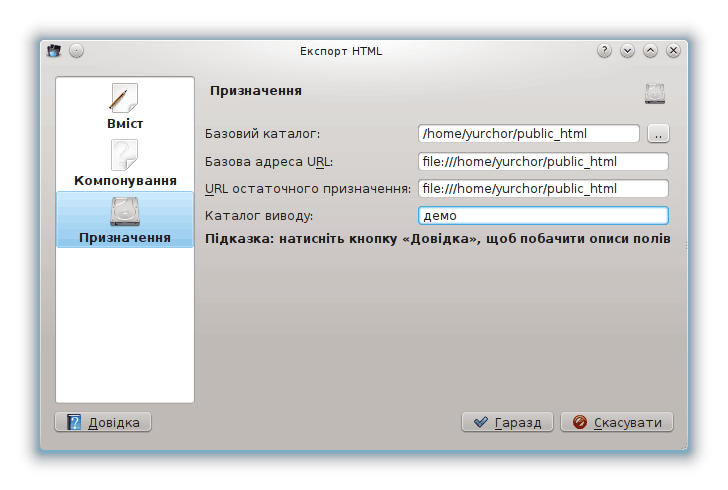 Експорт HTML
Вміст
Компонування
Призначення
Призначення
Базовий каталог: /home/yurchor/public_html ..
Базова адреса URL: file:///home/yurchor/public_html
URL остаточного призначення: file:///home/yurchor/public_html
Каталог виводу: демо
Підказка: натисніть кнопку «Довідка», щоб побачити описи полів
Довідка Гаразд Скасувати